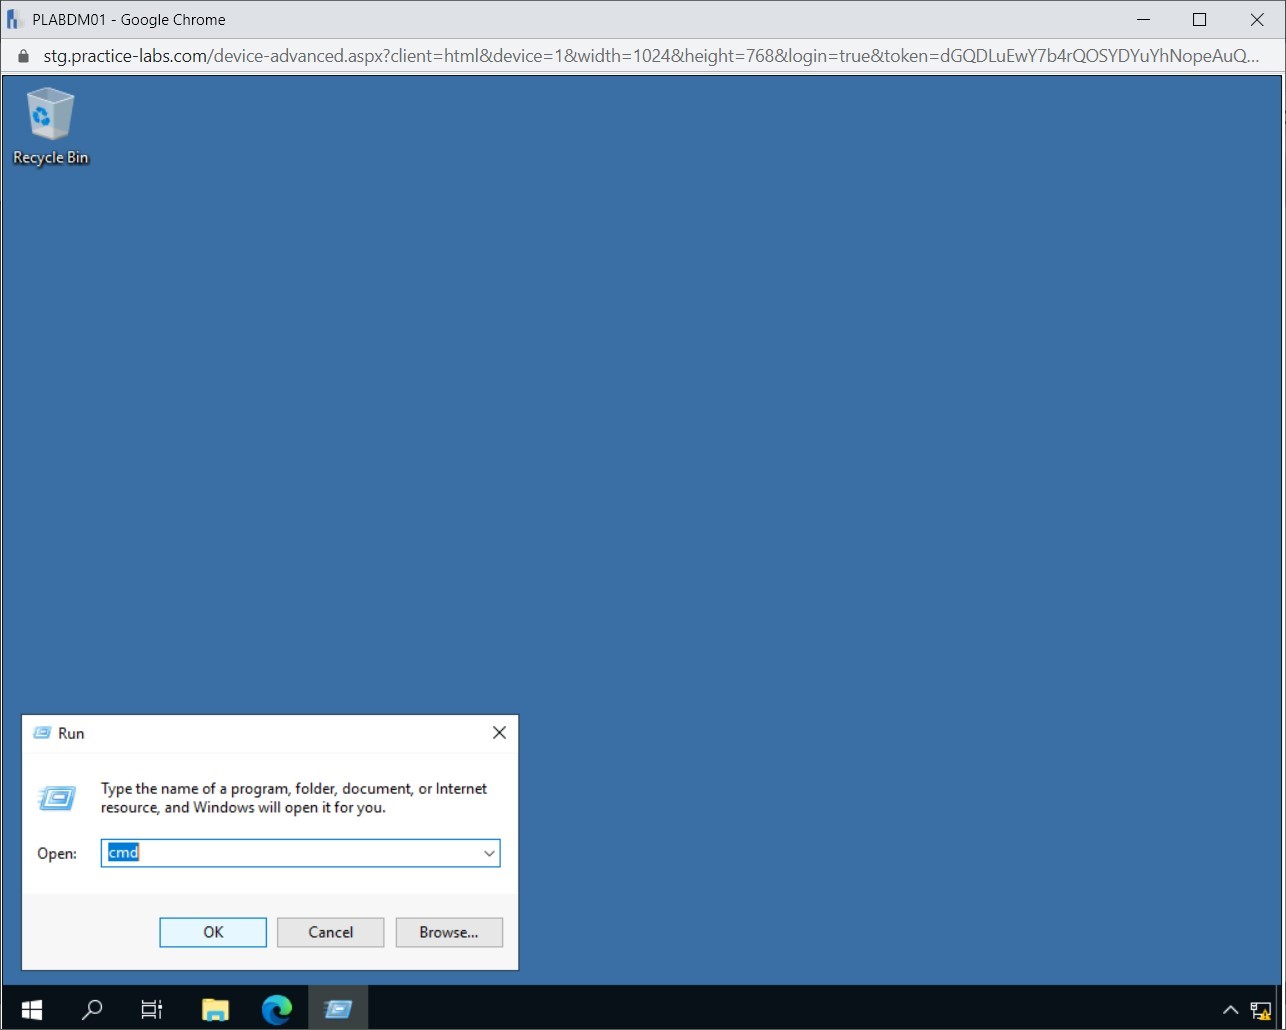 PLABDM01 - Google Chrome
stg.practice-labs.com/device-advanced.aspx?client=html&device=1&width=1024&height=768&login=true&token=dGQDLuEwY7b4rQOSYDYuYhNopeAuQ...
Recycle Bin
Run
Type the name of a program, folder, document, or Internet
resource, and Windows will open it for you.
Open: cmd
OK Cancel Browse...